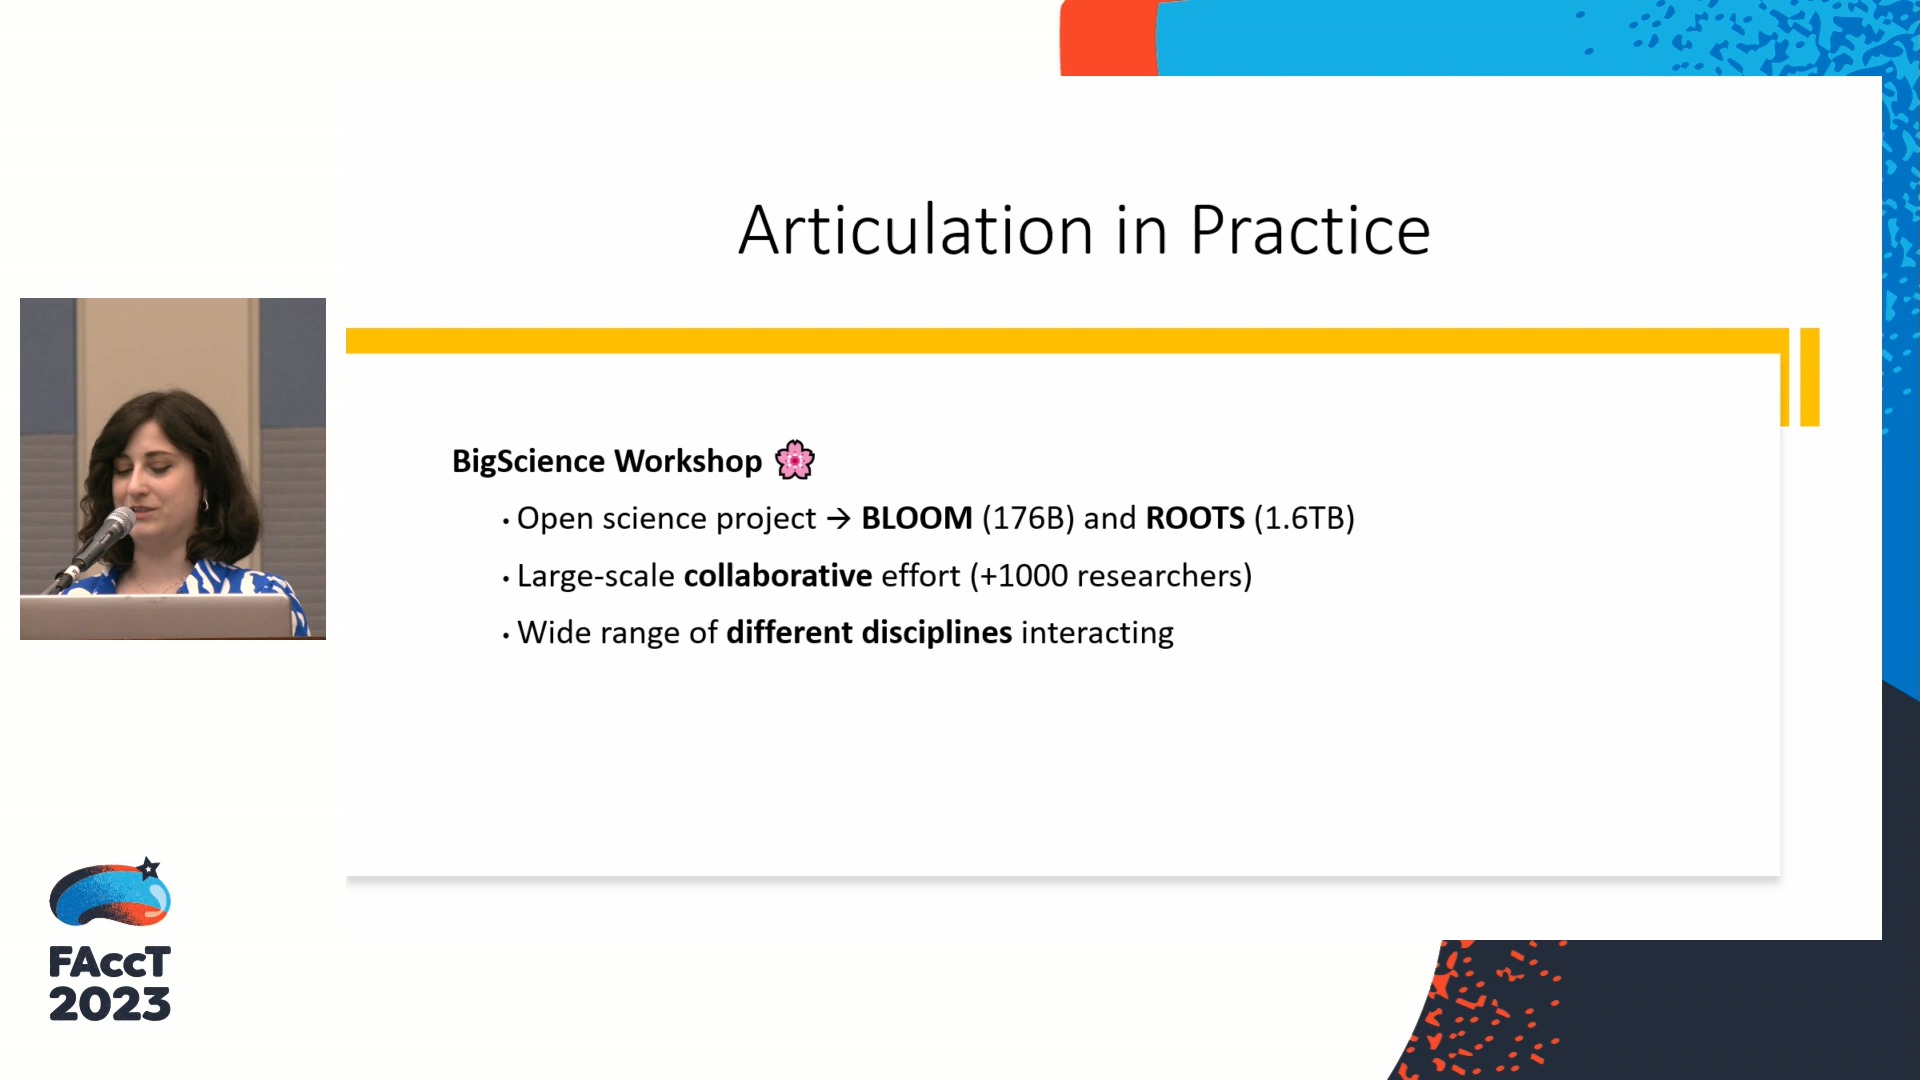 Articulation in Practice
BigScience Workshop 🌸
• Open science project → BLOOM (176B) and ROOTS (1.6TB)
• Large-scale collaborative effort (+1000 researchers)
• Wide range of different disciplines interacting
FAccT
2023